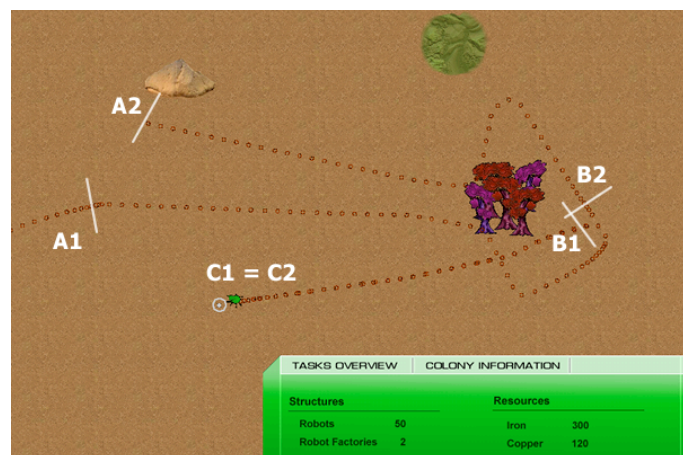 A2
B2
A1
B1
C1 = C2
TASKS OVERVIEW COLONY INFORMATION
Structures Resources
Robots 50 Iron 300
Robot Factories 2 Copper 120